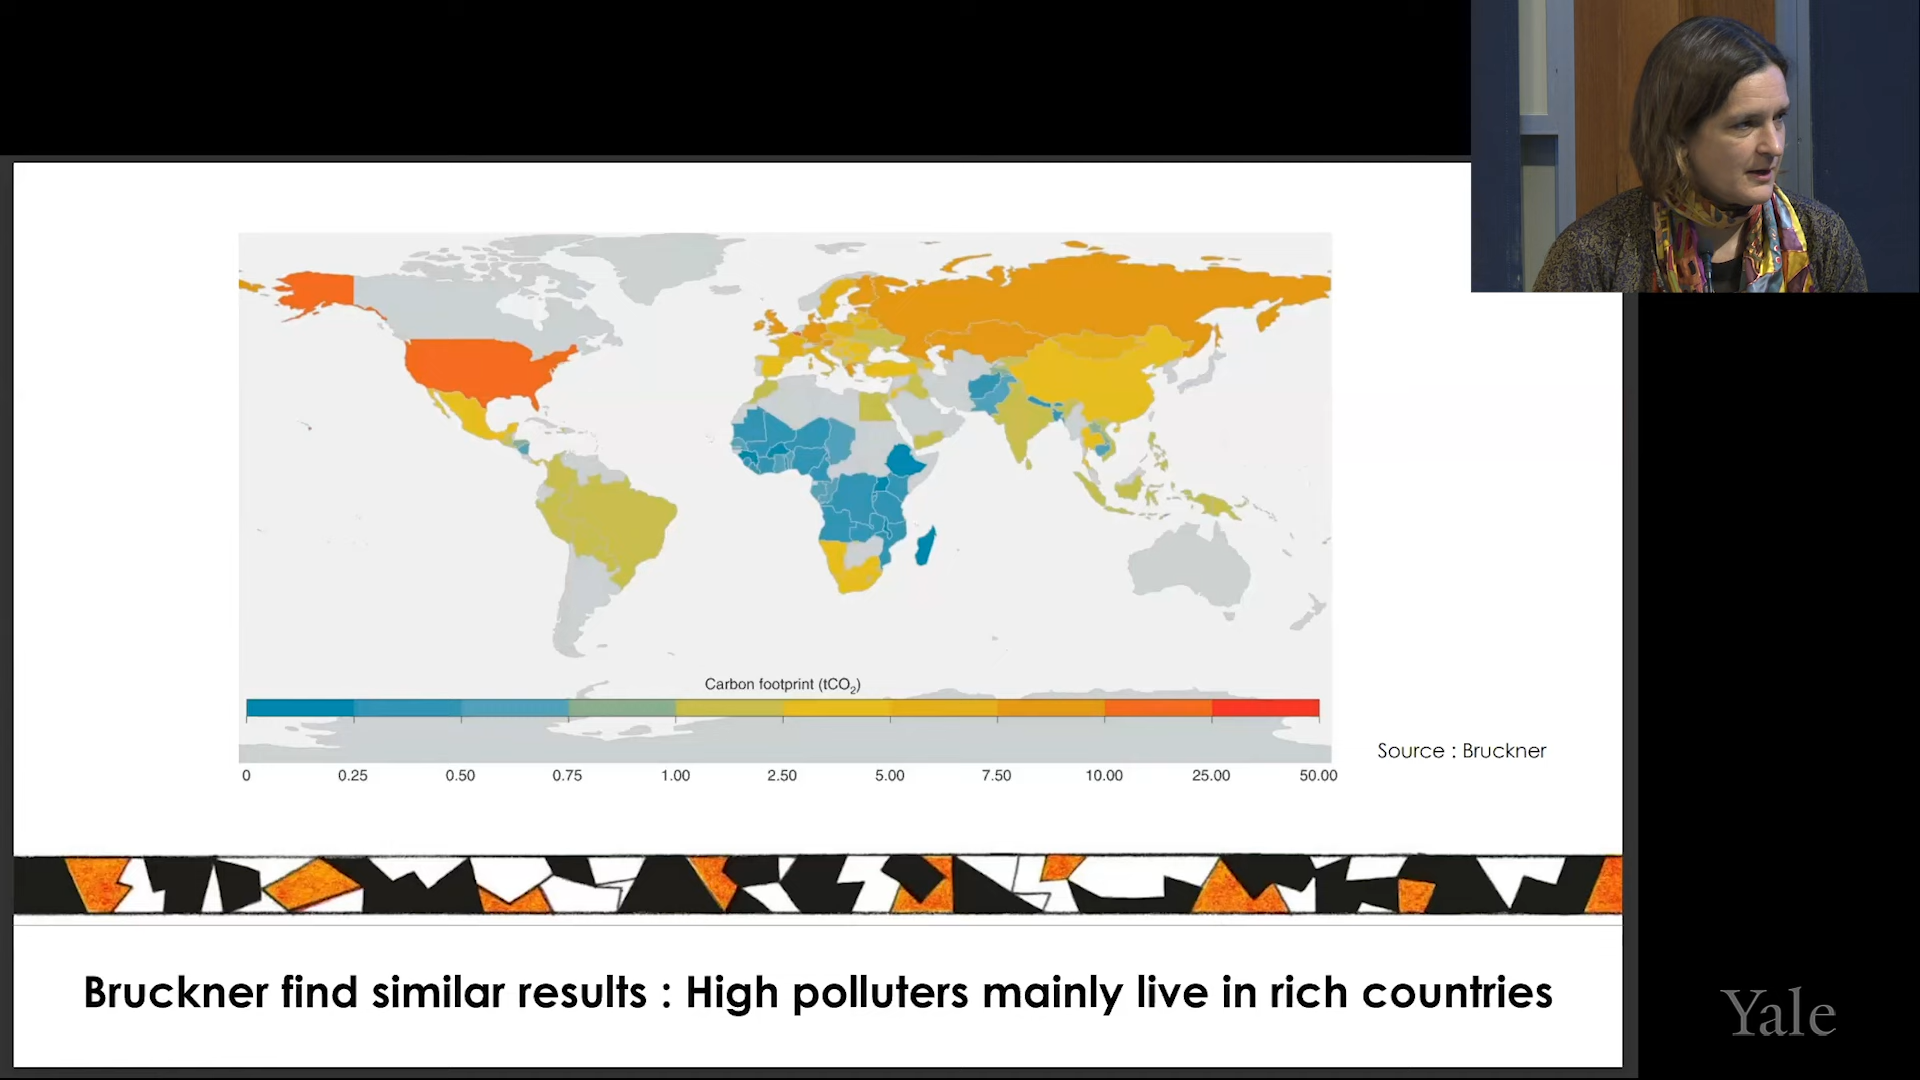 Carbon footprint (tCO₂)
0 0.25 0.50 0.75 1.00 2.50 5.00 7.50 10.00 25.00 50.00
Source : Bruckner
Bruckner find similar results : High polluters mainly live in rich countries
Yale